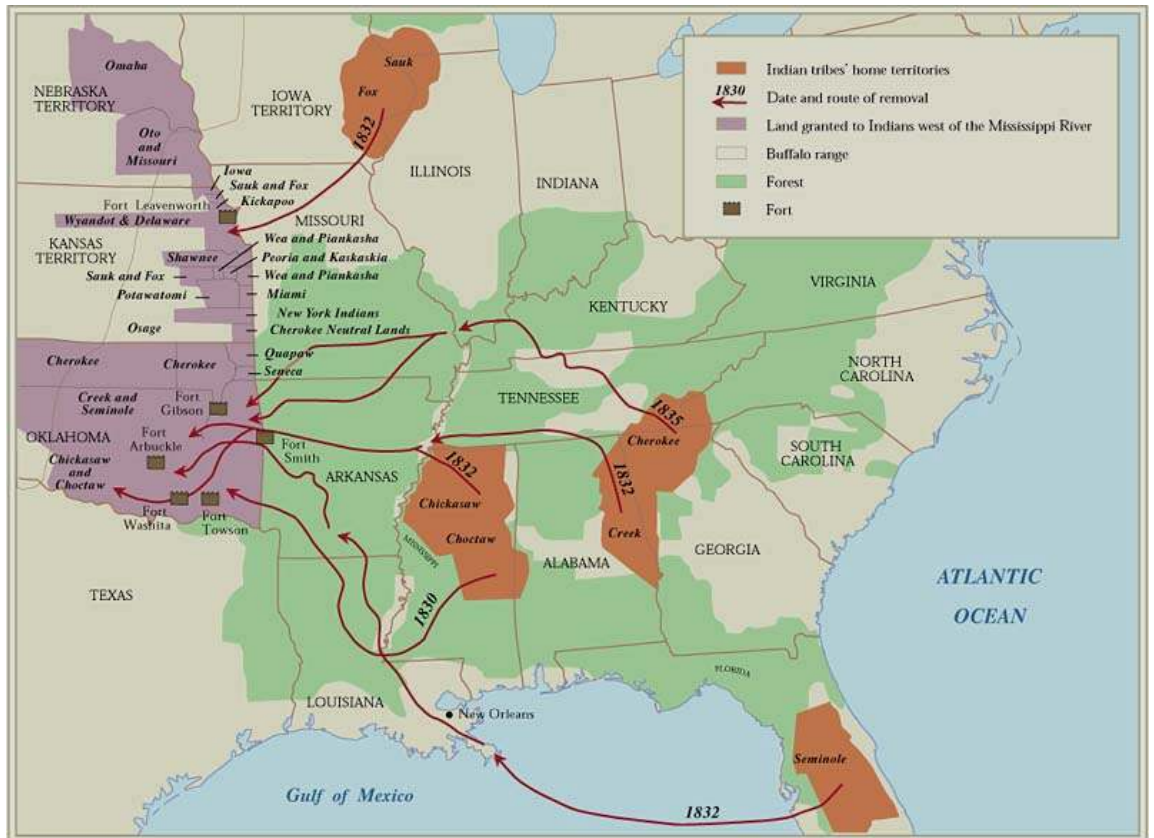 Omaha
NEBRASKA
TERRITORY
IOWA
TERRITORY
Sauk
Fox
1832
Oto
and
Missouri
Iowa
Sauk and Fox
Kickapoo
Fort Leavenworth
Wyandot & Delaware
KANSAS
TERRITORY
MISSOURI
ILLINOIS
INDIANA
Wea and Piankasha
Shawnee
Peoria and Kaskaskia
Sauk and Fox
Wea and Piankasha
Potawatomi
Miami
New York Indians
Osage
Cherokee Neutral Lands
Cherokee
Cherokee
Quapaw
Seneca
Creek and
Seminole
Fort
Gibson
OKLAHOMA
Fort
Arbuckle
Fort
Smith
Chickasaw
and
Choctaw
Fort
Washita
Fort
Towson
ARKANSAS
TEXAS
LOUISIANA
New Orleans
Gulf of Mexico
1830
Indian tribes' home territories
1830
Date and route of removal
Land granted to Indians west of the Mississippi River
Buffalo range
Forest
Fort
KENTUCKY
VIRGINIA
TENNESSEE
NORTH
CAROLINA
SOUTH
CAROLINA
1835
Cherokee
1832
Creek
1832
Chickasaw
Choctaw
MISSISSIPPI
ALABAMA
GEORGIA
FLORIDA
Seminole
1832
ATLANTIC
OCEAN